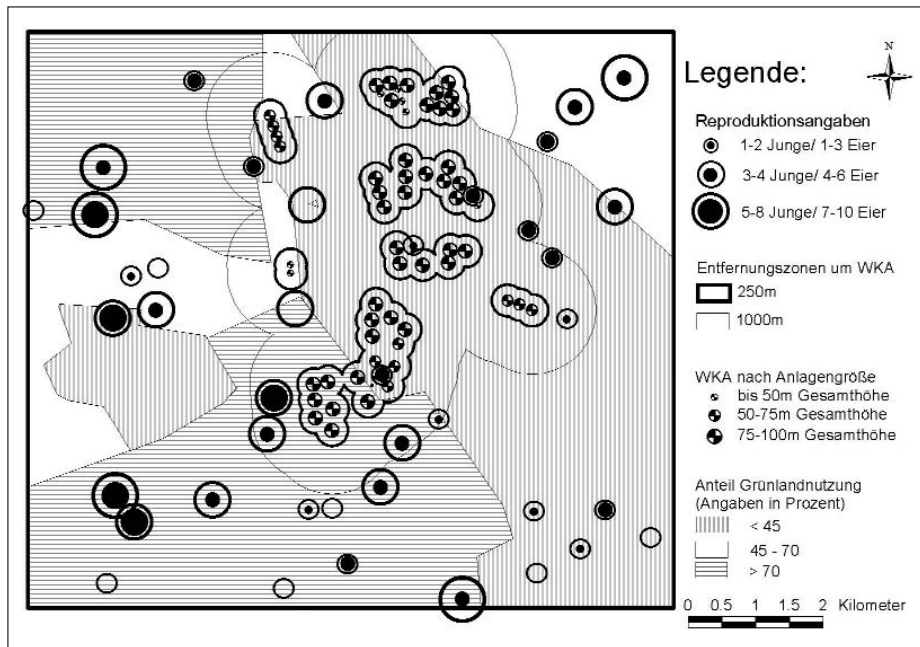 N
Legende:
Reproduktionsangaben
1-2 Junge/ 1-3 Eier
3-4 Junge/ 4-6 Eier
5-8 Junge/ 7-10 Eier
Entfernungszonen um WKA
250m
1000m
WKA nach Anlagengröße
bis 50m Gesamthöhe
50-75m Gesamthöhe
75-100m Gesamthöhe
Anteil Grünlandnutzung
(Angaben in Prozent)
< 45
45 - 70
> 70
0 0.5 1 1.5 2 Kilometer